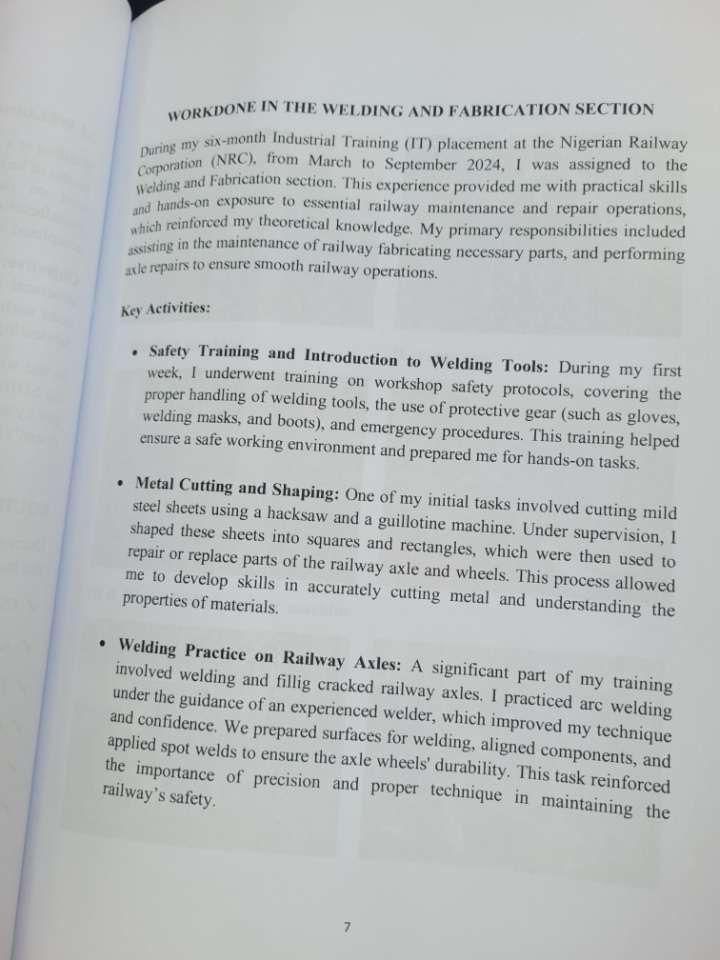 WORKDONE IN THE WELDING AND FABRICATION SECTION
During my six-month Industrial Training (IT) placement at the Nigerian Railway
Corporation (NRC), from March to September 2024, I was assigned to the
Welding and Fabrication section. This experience provided me with practical skills
and hands-on exposure to essential railway maintenance and repair operations,
which reinforced my theoretical knowledge. My primary responsibilities included
assisting in the maintenance of railway fabricating necessary parts, and performing
axle repairs to ensure smooth railway operations.
Key Activities:
• Safety Training and Introduction to Welding Tools: During my first
week, I underwent training on workshop safety protocols, covering the
proper handling of welding tools, the use of protective gear (such as gloves,
welding masks, and boots), and emergency procedures. This training helped
ensure a safe working environment and prepared me for hands-on tasks.
• Metal Cutting and Shaping: One of my initial tasks involved cutting mild
steel sheets using a hacksaw and a guillotine machine. Under supervision, I
shaped these sheets into squares and rectangles, which were then used to
repair or replace parts of the railway axle and wheels. This process allowed
me to develop skills in accurately cutting metal and understanding the
properties of materials.
• Welding Practice on Railway Axles: A significant part of my training
involved welding and fillig cracked railway axles. I practiced arc welding
under the guidance of an experienced welder, which improved my technique
and confidence. We prepared surfaces for welding, aligned components, and
applied spot welds to ensure the axle wheels' durability. This task reinforced
the importance of precision and proper technique in maintaining the
railway’s safety.
7